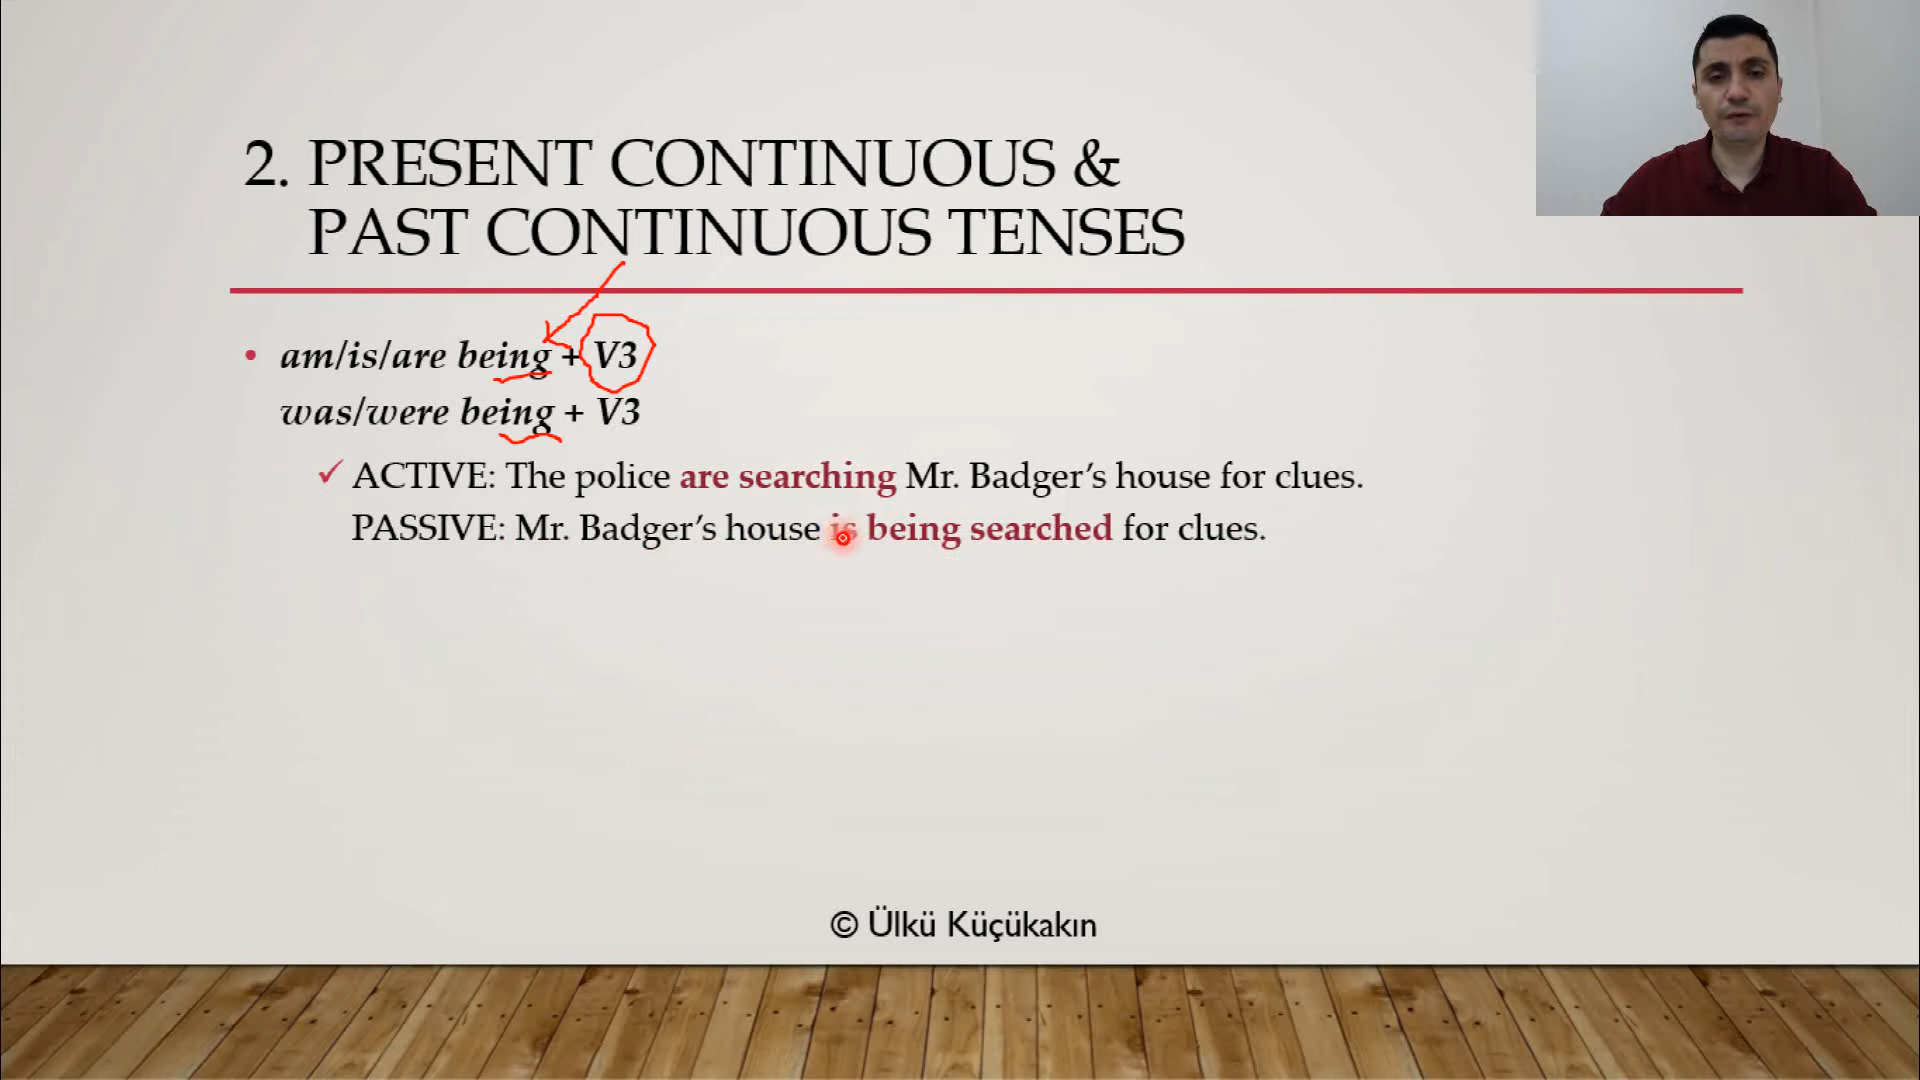 2. PRESENT CONTINUOUS &
PAST CONTINUOUS TENSES
• am/is/are being + V3
was/were being + V3
✓ ACTIVE: The police are searching Mr. Badger’s house for clues.
PASSIVE: Mr. Badger’s house is being searched for clues.
© Ülkü Küçükakın